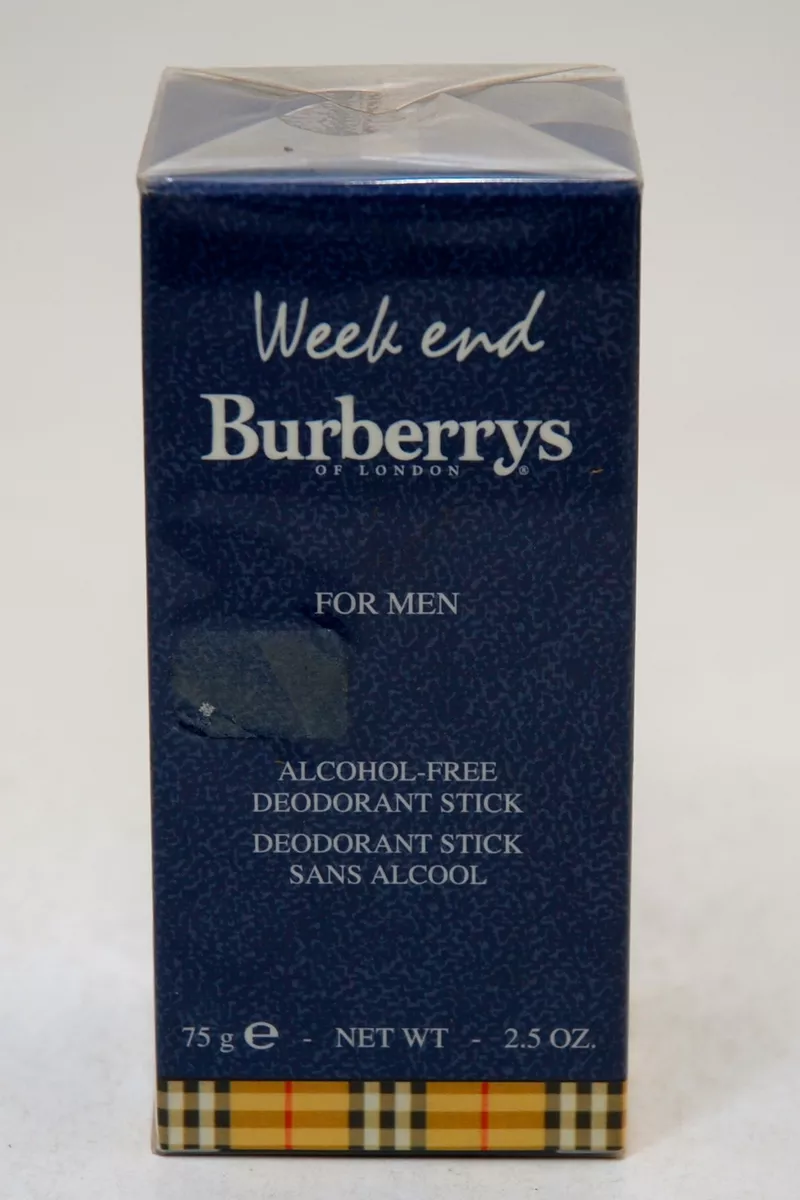 Week end
Burberrys
OF LONDON ®
FOR MEN
ALCOHOL-FREE
DEODORANT STICK
DEODORANT STICK
SANS ALCOOL
75 g ℮ - NET WT - 2.5 OZ.